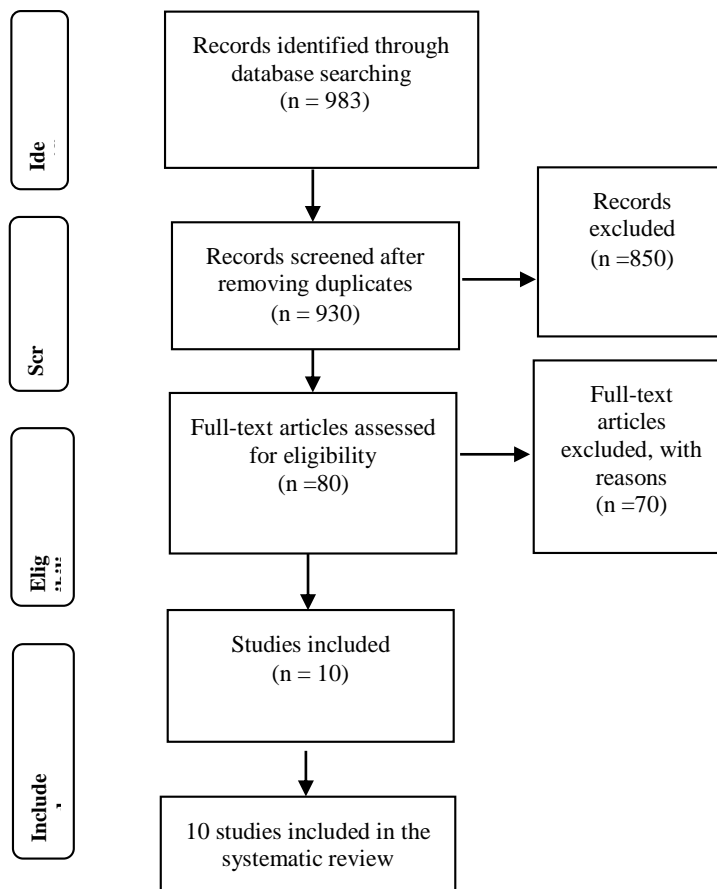 Ide
Records identified through
database searching
(n = 983)
Scr
Records screened after
removing duplicates
(n = 930)
Records
excluded
(n =850)
Elig
Full-text articles assessed
for eligibility
(n =80)
Full-text
articles
excluded, with
reasons
(n =70)
Include
Studies included
(n = 10)
10 studies included in the
systematic review